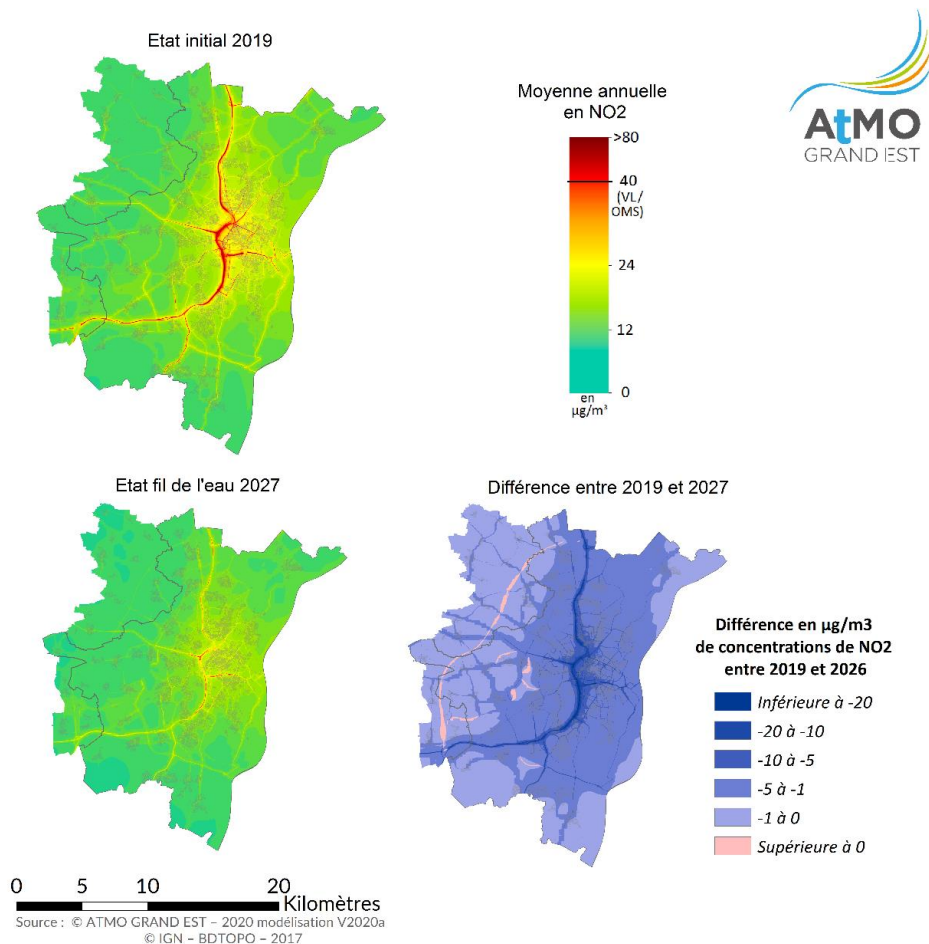 Etat initial 2019
Moyenne annuelle
en NO2
>80
40
(VL/
OMS)
24
12
0
en
µg/m³
AtMO
GRAND EST
Etat fil de l'eau 2027
Différence entre 2019 et 2027
Différence en µg/m3
de concentrations de NO2
entre 2019 et 2026
Inférieure à -20
-20 à -10
-10 à -5
-5 à -1
-1 à 0
Supérieure à 0
0 5 10 20
Kilomètres
Source : © ATMO GRAND EST – 2020 modélisation V2020a
© IGN – BDTOPO – 2017